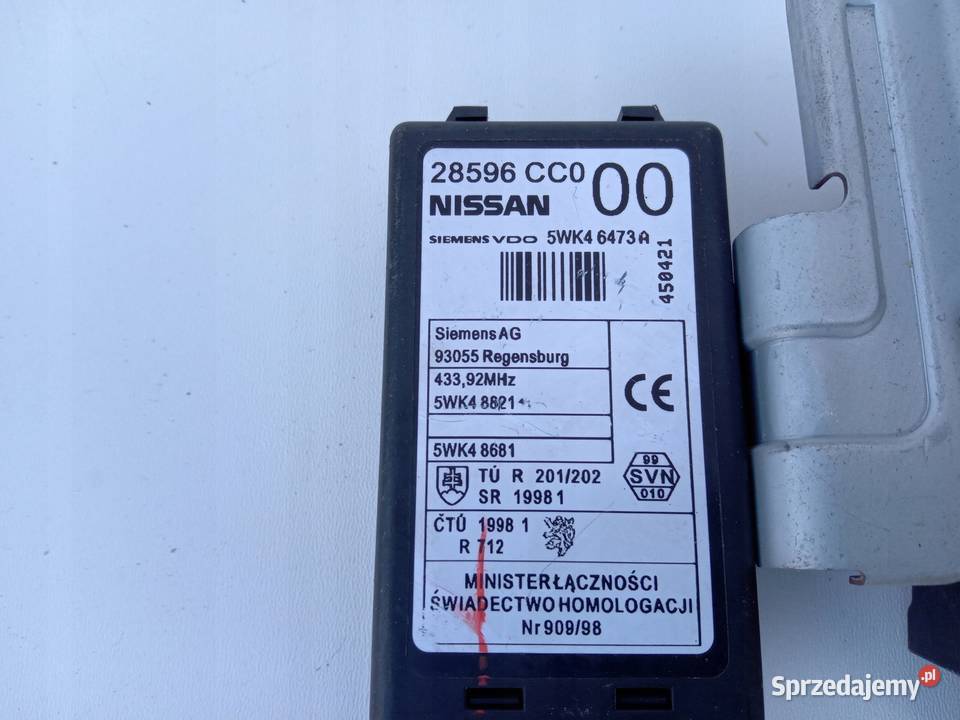 28596 CC0 00
NISSAN
SIEMENS VDO 5WK4 6473A
450421
Siemens AG
93055 Regensburg
433,92MHz
5WK4 8821
5WK4 8681
CE
TÚ R 201/202
SR 1998 1
99
SVN
010
ČTÚ 1998 1
R 712
MINISTER ŁĄCZNOŚCI
ŚWIADECTWO HOMOLOGACJI
Nr 909/98
Sprzedajemy.pl